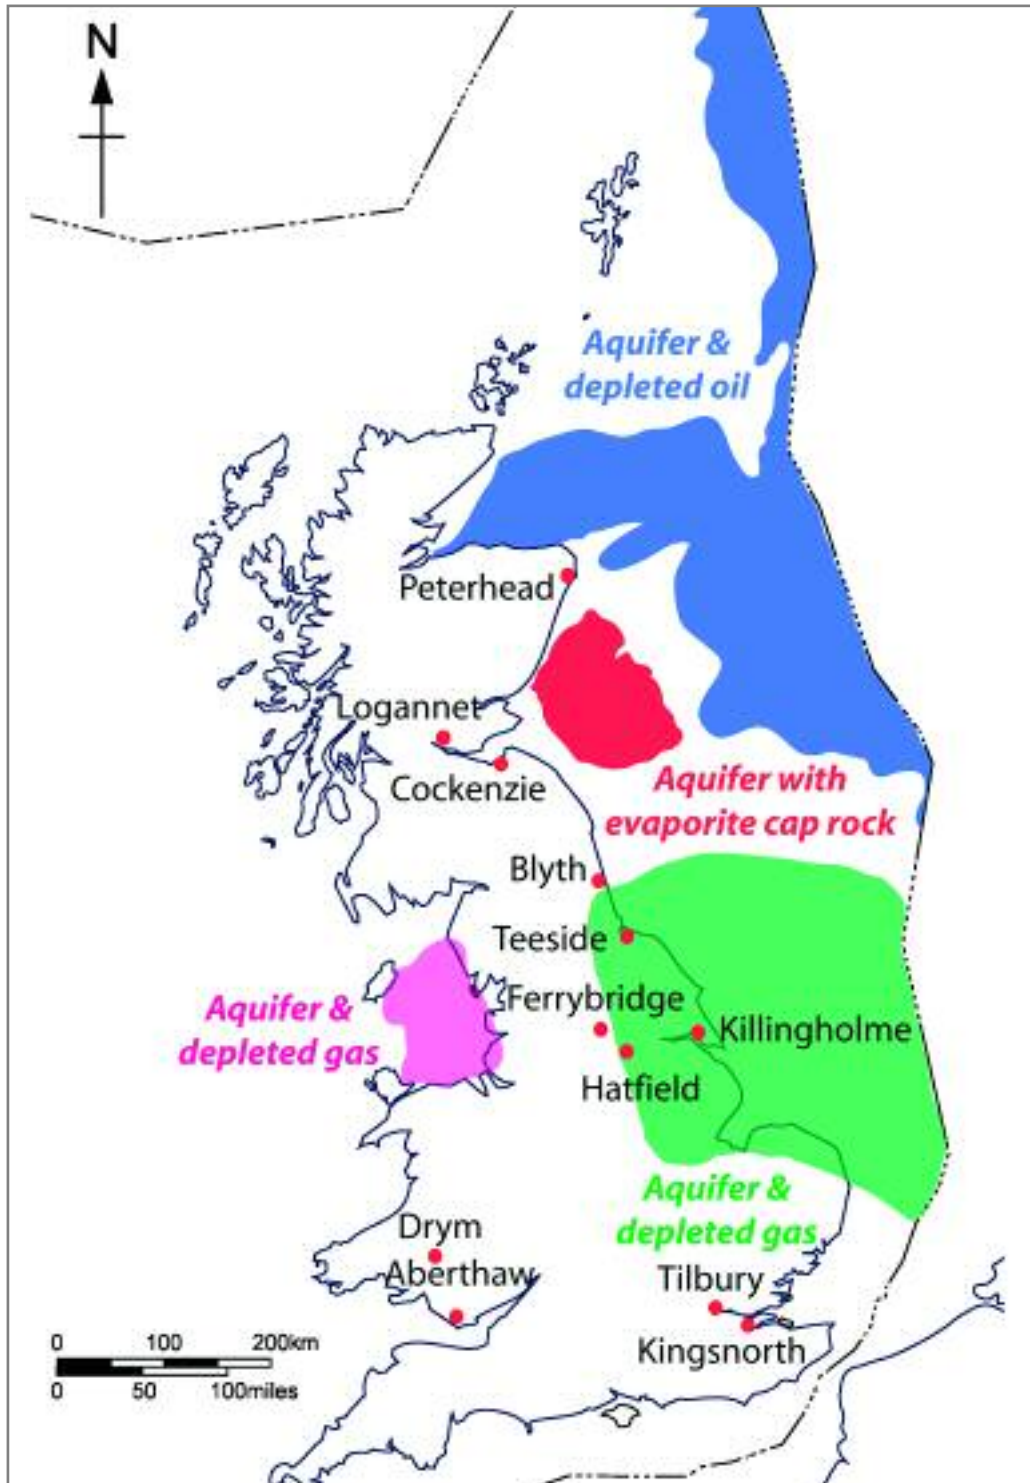 N
Aquifer &
depleted oil
Peterhead
Logannet
Cockenzie
Aquifer with
evaporite cap rock
Blyth
Teeside
Ferrybridge
Aquifer &
depleted gas
Killingholme
Hatfield
Aquifer &
depleted gas
Drym
Aberthaw
Tilbury
Kingsnorth
0 100 200km
0 50 100miles